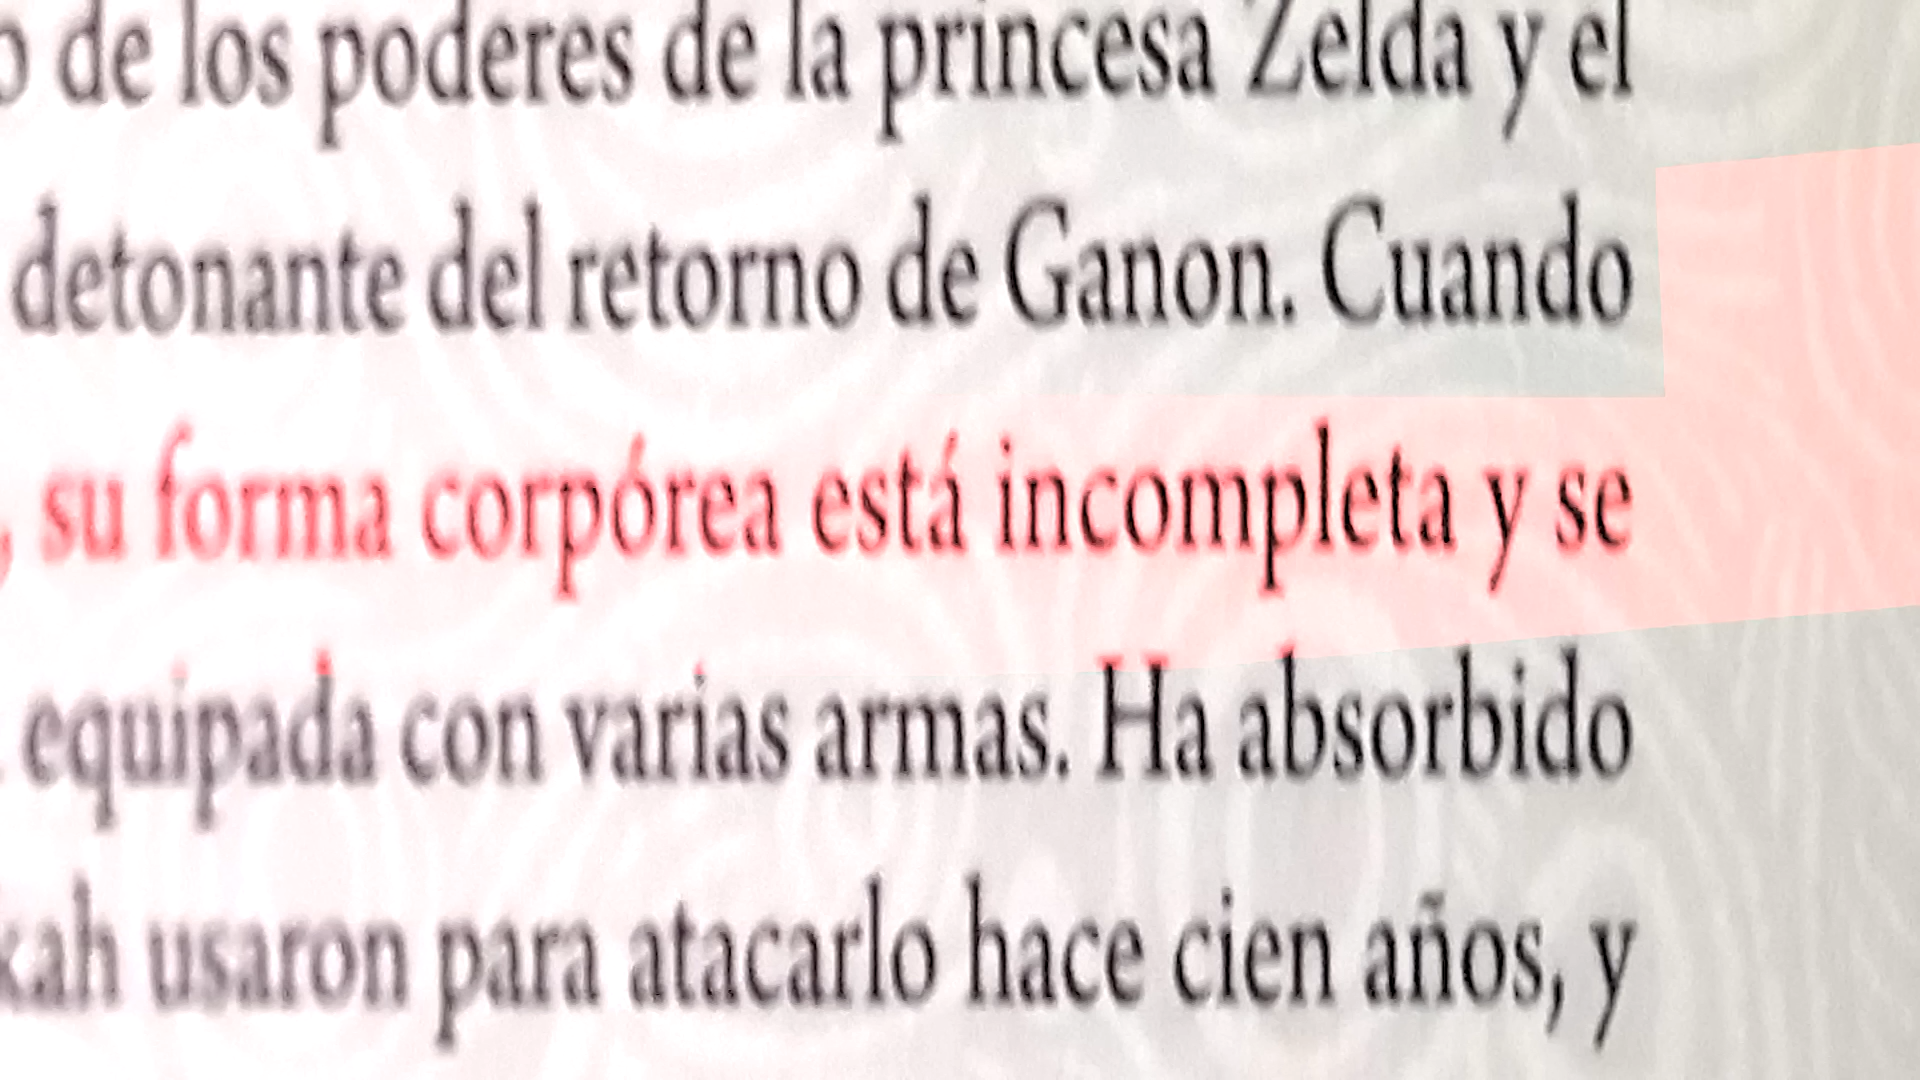 de los poderes de la princesa Zelda y el
detonante del retorno de Ganon. Cuando
, su forma corpórea está incompleta y se
equipada con varias armas. Ha absorbido
kah usaron para atacarlo hace cien años, y